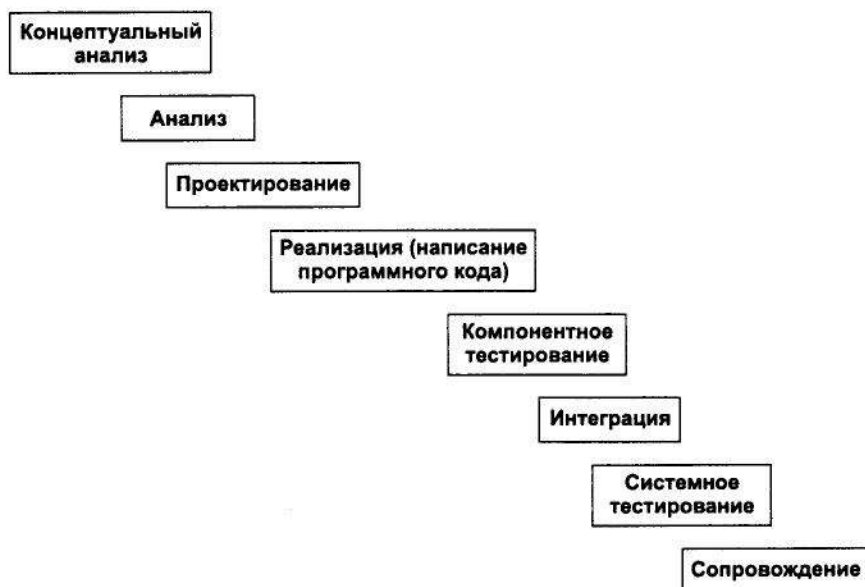 Концептуальный
анализ
Анализ
Проектирование
Реализация (написание
программного кода)
Компонентное
тестирование
Интеграция
Системное
тестирование
Сопровождение